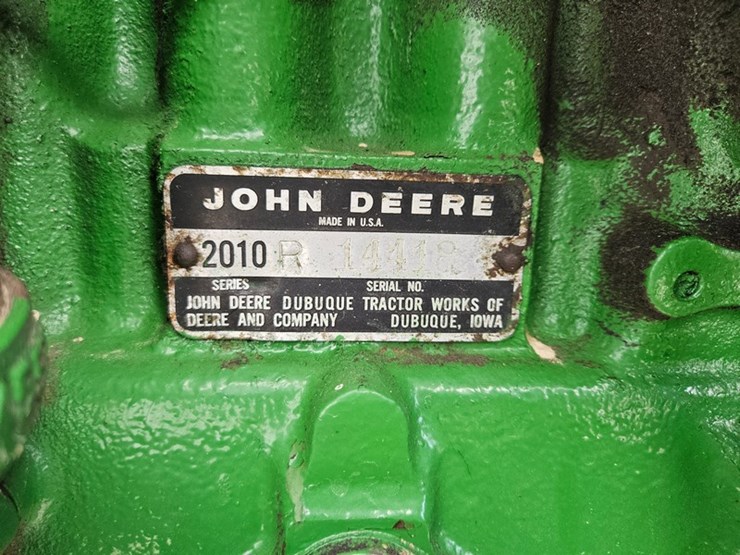 JOHN DEERE
MADE IN U.S.A.
2010 R 14418
SERIES SERIAL NO.
JOHN DEERE DUBUQUE TRACTOR WORKS OF
DEERE AND COMPANY DUBUQUE, IOWA